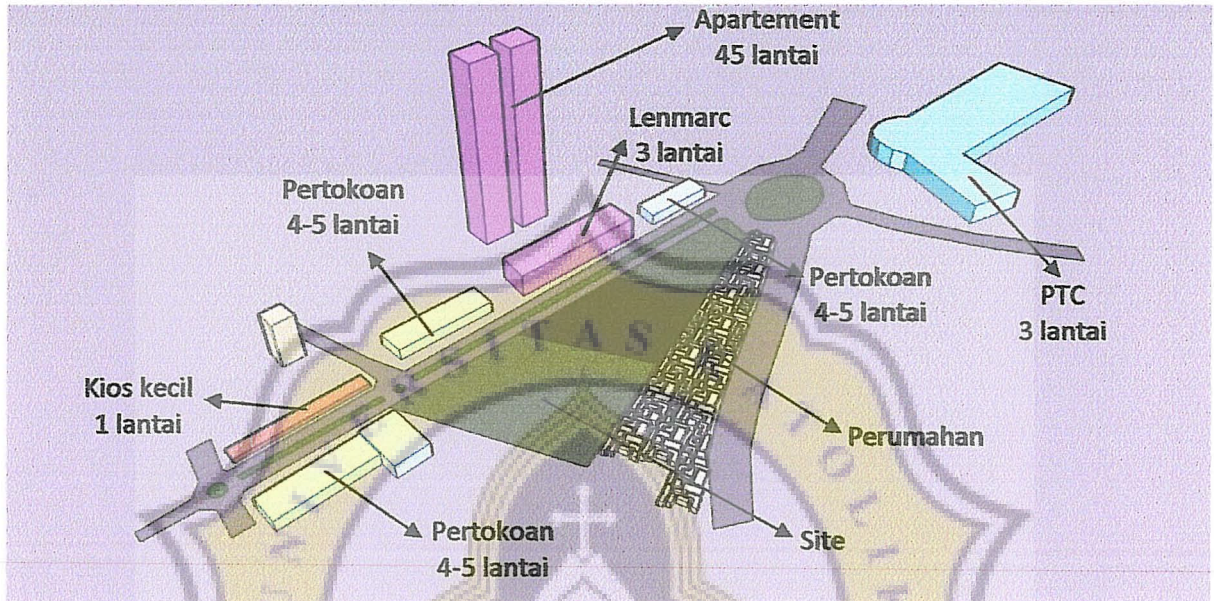 Apartement
45 lantai
Lenmarc
3 lantai
Pertokoan
4-5 lantai
Pertokoan
4-5 lantai
PTC
3 lantai
Kios kecil
1 lantai
Perumahan
Site
Pertokoan
4-5 lantai